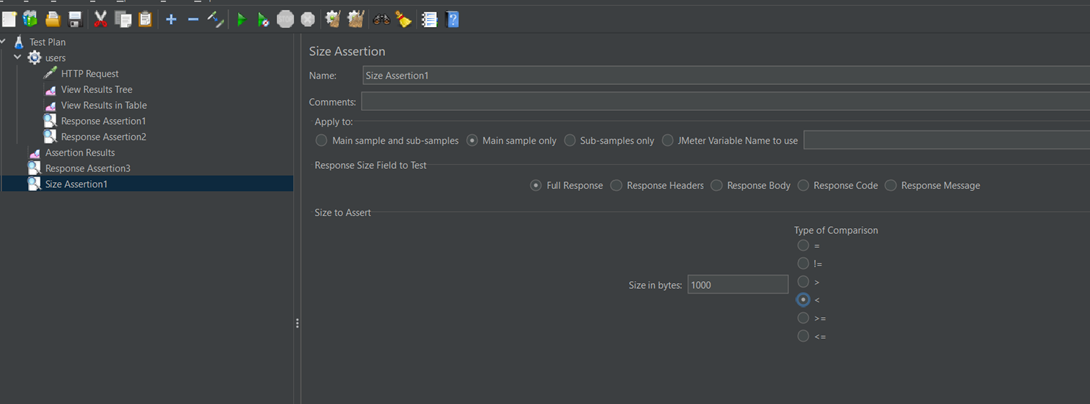 Test Plan
users
HTTP Request
View Results Tree
View Results in Table
Response Assertion1
Response Assertion2
Assertion Results
Response Assertion3
Size Assertion1
Size Assertion
Name: Size Assertion1
Comments:
Apply to:
Main sample and sub-samples Main sample only Sub-samples only JMeter Variable Name to use
Response Size Field to Test
Full Response Response Headers Response Body Response Code Response Message
Size to Assert
Type of Comparison
=
!=
>
Size in bytes: 1000
<
>=
<=